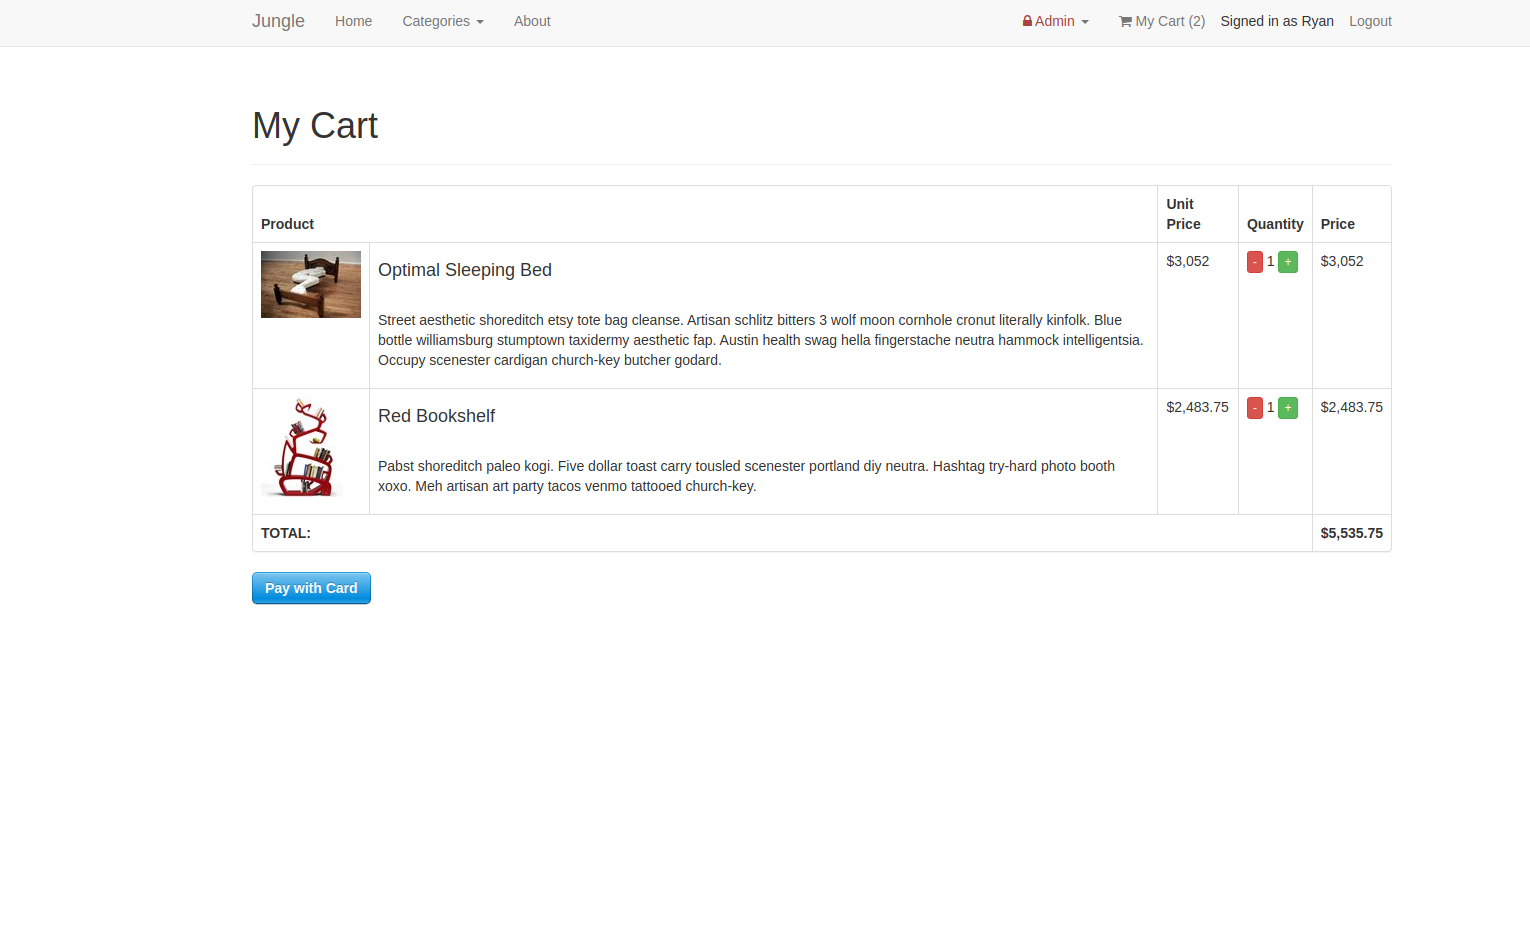 Jungle Home Categories About Admin My Cart (2) Signed in as Ryan Logout
My Cart
Product Unit Price Quantity Price
Optimal Sleeping Bed $3,052 - 1 + $3,052
Street aesthetic shoreditch etsy tote bag cleanse. Artisan schlitz bitters 3 wolf moon cornhole cronut literally kinfolk. Blue
bottle williamsburg stumptown taxidermy aesthetic fap. Austin health swag hella fingerstache neutra hammock intelligentsia.
Occupy scenester cardigan church-key butcher godard.
Red Bookshelf $2,483.75 - 1 + $2,483.75
Pabst shoreditch paleo kogi. Five dollar toast carry tousled scenester portland diy neutra. Hashtag try-hard photo booth
xoxo. Meh artisan art party tacos venmo tattooed church-key.
TOTAL: $5,535.75
Pay with Card